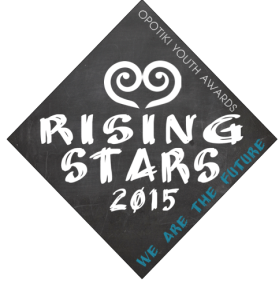 OPOTIKI YOUTH AWARDS
RISING
STARS
2015
WE ARE THE FUTURE